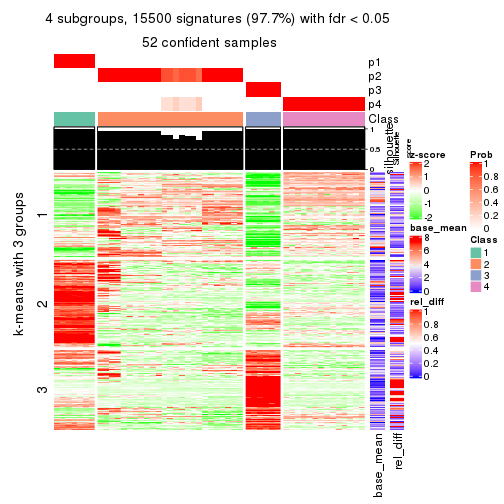 4 subgroups, 15500 signatures (97.7%) with fdr < 0.05
52 confident samples
p1
p2
p3
p4
Class
1
0.5
0
silhouette
Silhouette
score
k-means with 3 groups
1
2
3
base_mean
rel_diff
z-score
2
1
0
-1
-2
base_mean
8
6
4
2
0
rel_diff
1
0.8
0.6
0.4
0.2
0
Prob
1
0.8
0.6
0.4
0.2
0
Class
1
2
3
4